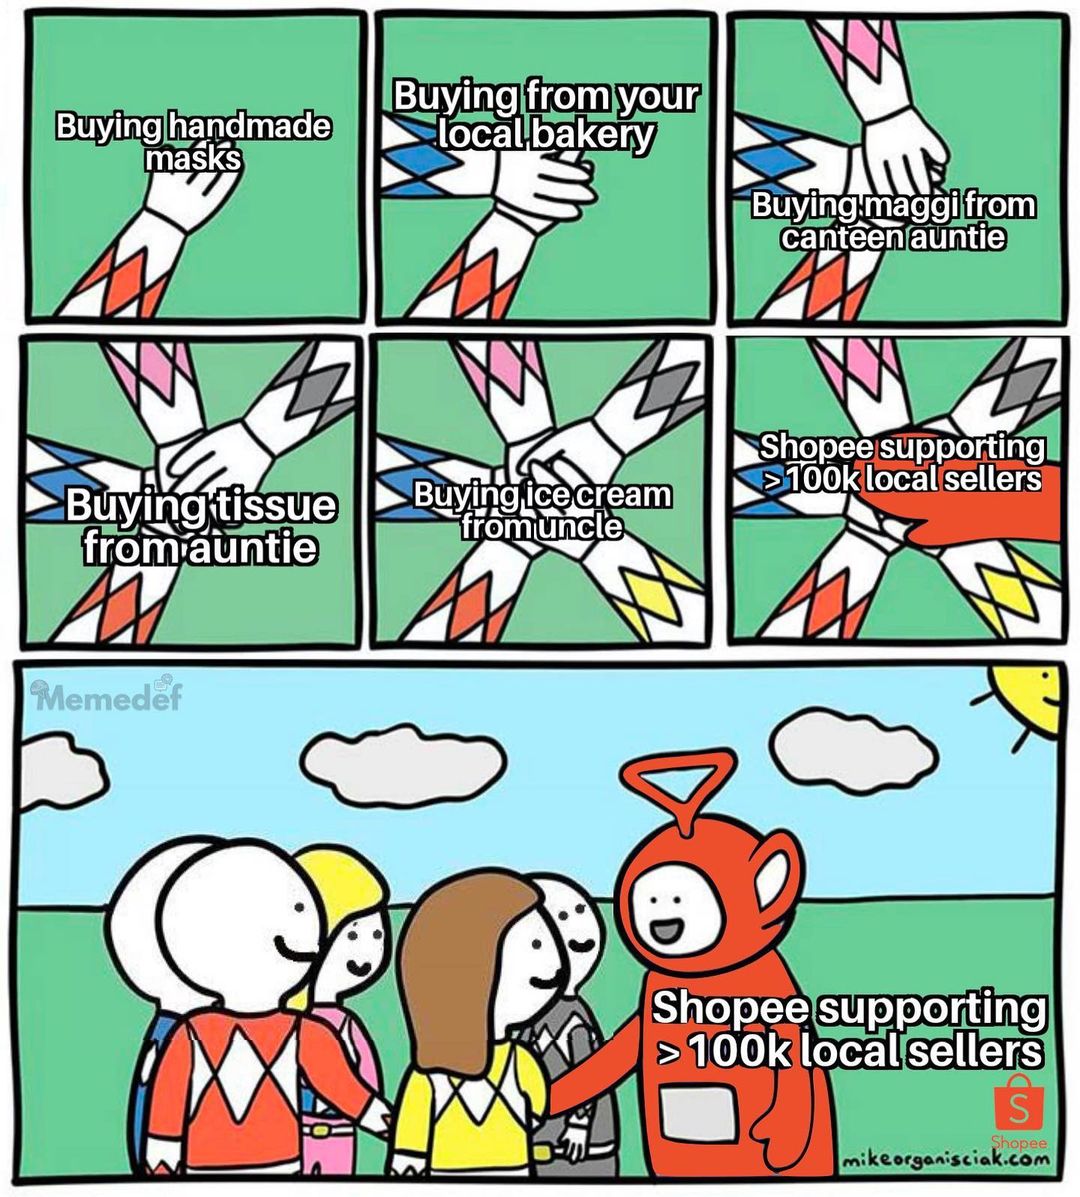 Buying handmade
masks
Buying from your
local bakery
Buying maggi from
canteen auntie
Buying tissue
from auntie
Buying ice cream
from uncle
Shopee supporting
>100k local sellers
Memedef
Shopee supporting
>100k local sellers
S
Shopee
mikeorganisciak.com